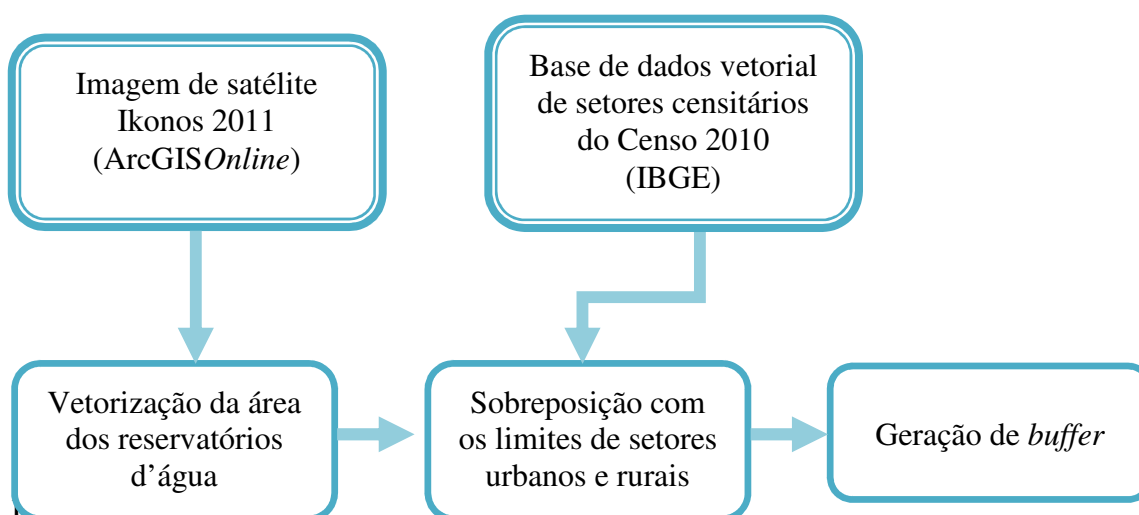 Imagem de satélite
Ikonos 2011
(ArcGISOnline)
Base de dados vetorial
de setores censitários
do Censo 2010
(IBGE)
Vetorização da área
dos reservatórios
d’água
Sobreposição com
os limites de setores
urbanos e rurais
Geração de buffer